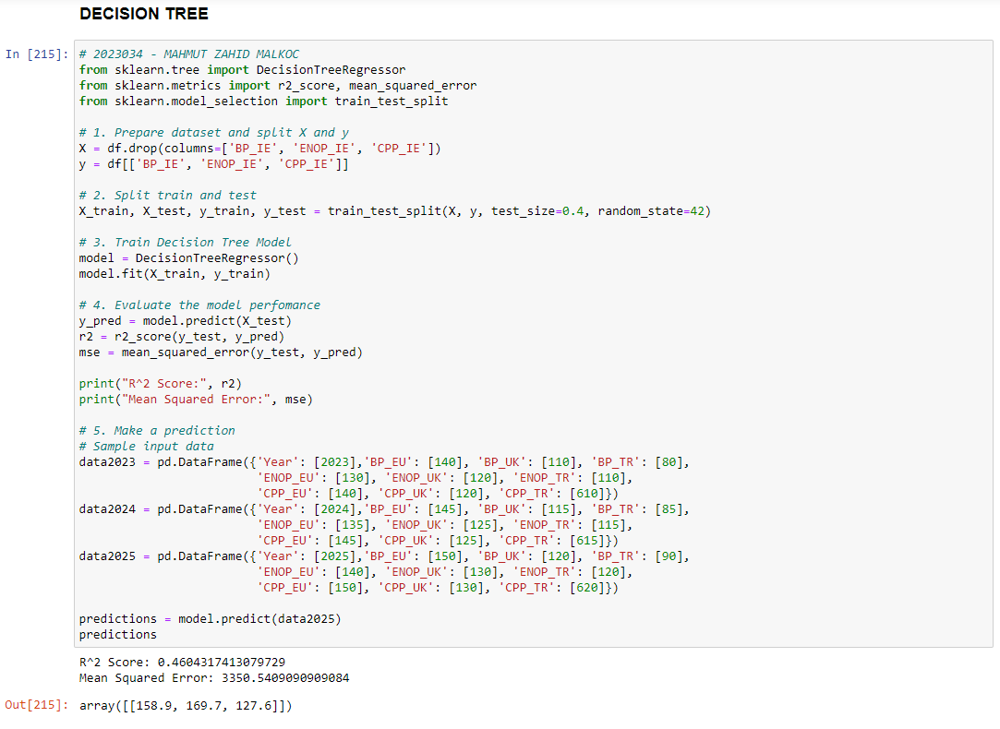 DECISION TREE
In [215]: # 2023034 - MAHMUT ZAHID MALKOC
from sklearn.tree import DecisionTreeRegressor
from sklearn.metrics import r2_score, mean_squared_error
from sklearn.model_selection import train_test_split
# 1. Prepare dataset and split X and y
X = df.drop(columns=['BP_IE', 'ENOP_IE', 'CPP_IE'])
y = df[['BP_IE', 'ENOP_IE', 'CPP_IE']]
# 2. Split train and test
X_train, X_test, y_train, y_test = train_test_split(X, y, test_size=0.4, random_state=42)
# 3. Train Decision Tree Model
model = DecisionTreeRegressor()
model.fit(X_train, y_train)
# 4. Evaluate the model perfomance
y_pred = model.predict(X_test)
r2 = r2_score(y_test, y_pred)
mse = mean_squared_error(y_test, y_pred)
print("R^2 Score:", r2)
print("Mean Squared Error:", mse)
# 5. Make a prediction
# Sample input data
data2023 = pd.DataFrame({'Year': [2023],'BP_EU': [140], 'BP_UK': [110], 'BP_TR': [80],
'ENOP_EU': [130], 'ENOP_UK': [120], 'ENOP_TR': [110],
'CPP_EU': [140], 'CPP_UK': [120], 'CPP_TR': [610]})
data2024 = pd.DataFrame({'Year': [2024],'BP_EU': [145], 'BP_UK': [115], 'BP_TR': [85],
'ENOP_EU': [135], 'ENOP_UK': [125], 'ENOP_TR': [115],
'CPP_EU': [145], 'CPP_UK': [125], 'CPP_TR': [615]})
data2025 = pd.DataFrame({'Year': [2025],'BP_EU': [150], 'BP_UK': [120], 'BP_TR': [90],
'ENOP_EU': [140], 'ENOP_UK': [130], 'ENOP_TR': [120],
'CPP_EU': [150], 'CPP_UK': [130], 'CPP_TR': [620]})
predictions = model.predict(data2025)
predictions
R^2 Score: 0.4604317413079729
Mean Squared Error: 3350.5409090909084
Out[215]: array([[158.9, 169.7, 127.6]])